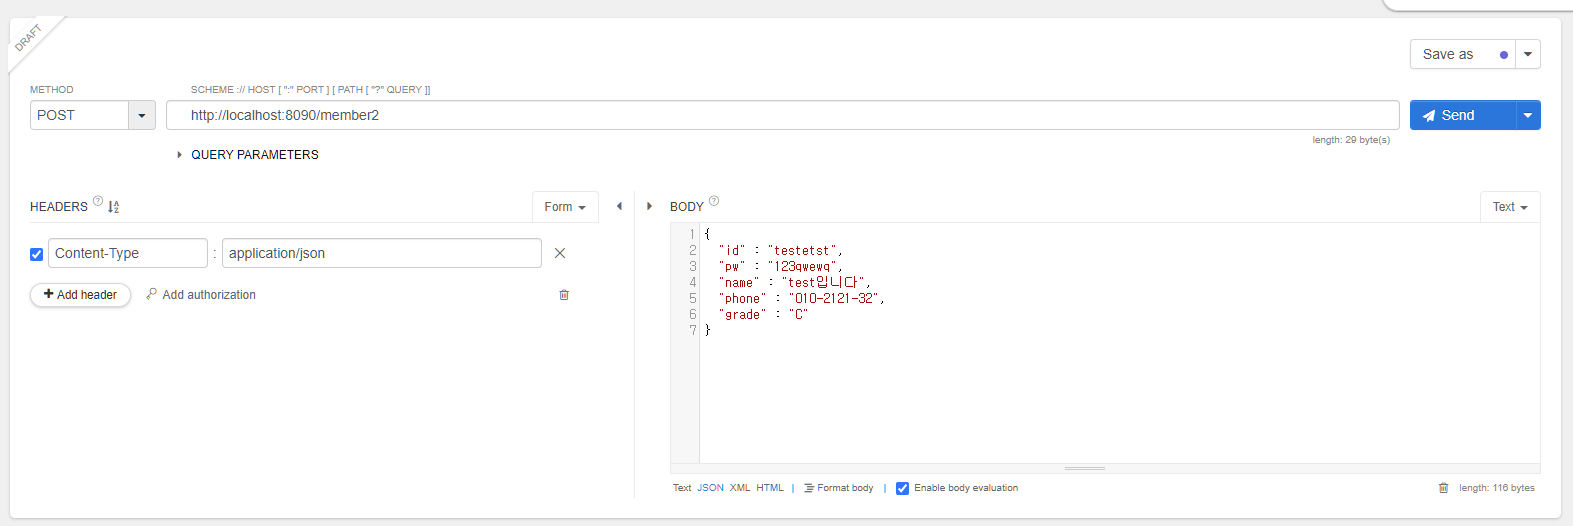 DRAFT
Save as
METHOD
SCHEME :// HOST [ ":" PORT ] [ PATH [ "?" QUERY ]]
POST
http://localhost:8090/member2
Send
length: 29 byte(s)
QUERY PARAMETERS
HEADERS ? A Z
Form
BODY ?
Text
Content-Type : application/json
+ Add header
Add authorization
1 {
2 "id" : "testetst",
3 "pw" : "123qwewq",
4 "name" : "test입니다",
5 "phone" : "010-2121-32",
6 "grade" : "C"
7 }
Text JSON XML HTML | Format body | Enable body evaluation
length: 116 bytes